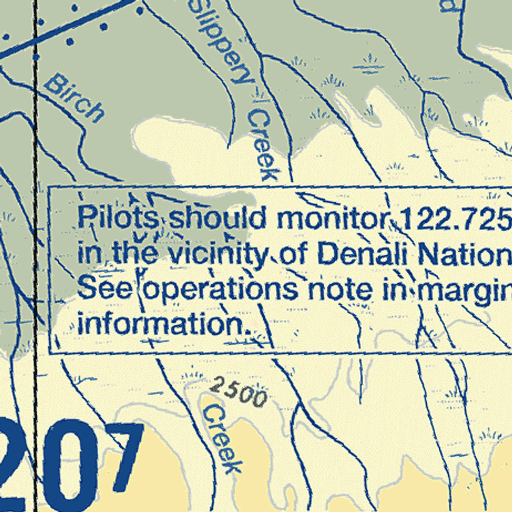 Slippery Creek
Birch
Pilots should monitor 122.725
in the vicinity of Denali Nation
See operations note in margin
information.
2500
Creek
207